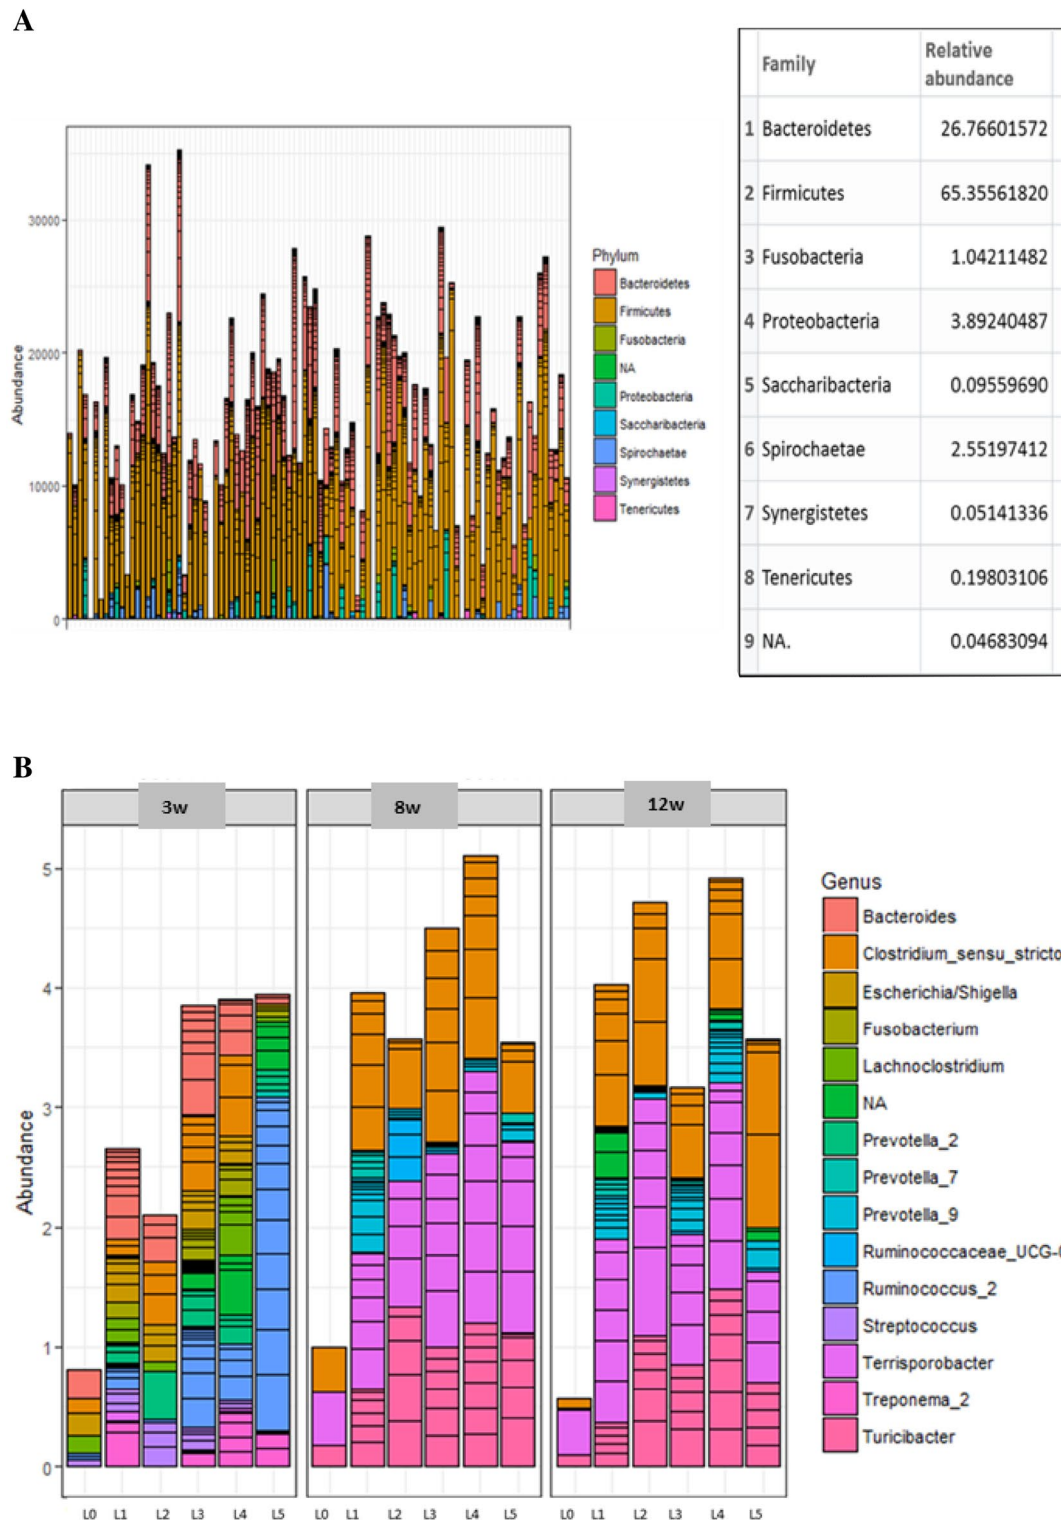 A
Family
Relative
abundance
1 Bacteroidetes 26.76601572
2 Firmicutes 65.35561820
3 Fusobacteria 1.04211482
4 Proteobacteria 3.89240487
5 Saccharibacteria 0.09559690
6 Spirochaetae 2.55197412
7 Synergistetes 0.05141336
8 Tenericutes 0.19803106
9 NA. 0.04683094
Abundance
30000
20000
10000
0
Phylum
Bacteroidetes
Firmicutes
Fusobacteria
NA
Proteobacteria
Saccharibacteria
Spirochaetae
Synergistetes
Tenericutes
B
3w 8w 12w
Abundance
5
4
3
2
1
0
L0 L1 L2 L3 L4 L5 L0 L1 L2 L3 L4 L5 L0 L1 L2 L3 L4 L5
Genus
Bacteroides
Clostridium_sensu_stricto
Escherichia/Shigella
Fusobacterium
Lachnoclostridium
NA
Prevotella_2
Prevotella_7
Prevotella_9
Ruminococcaceae_UCG-0
Ruminococcus_2
Streptococcus
Terrisporobacter
Treponema_2
Turicibacter